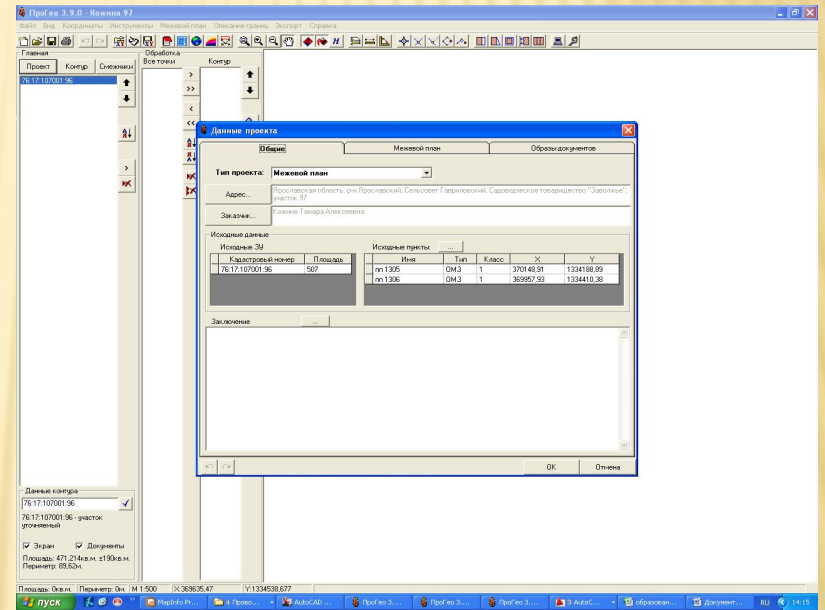 ПроГео 3.9.0 - Кожина 97
Файл Вид Координаты Инструменты Межевой план Описание границ Экспорт Справка
Главная
Проект Контур Смежники
76:17:107001:96
Обработка
Все точки Контур
Данные проекта
Общие Межевой план Образы документов
Тип проекта: Межевой план
Адрес... Ярославская область, р-н Ярославский, Сельсовет Гавриловский, Садоводческое товарищество "Заволжье", участок 97
Заказчик... Кожина Тамара Алексеевна
Исходные данные
Исходные ЗУ
Кадастровый номер Площадь
76:17:107001:96 507
Исходные пункты: ...
Имя Тип Класс X Y
пп 1305 ОМЗ 1 370148,91 1334188,89
пп 1306 ОМЗ 1 369957,93 1334410,38
Заключение ...
OK Отмена
Данные контура
76:17:107001:96
76:17:107001:96 - участок
уточняемый
Экран Документы
Площадь: 471,214кв.м. ±190кв.м.
Периметр: 89,62м.
Площадь: 0кв.м. Периметр: 0м. М 1:500 X:369635,47 Y:1334538,677
пуск MapInfo Pr... 4 Прово... AutoCAD ... ПроГео 3.... ПроГео 3.... ПроГео 3.... 3 AutoC... образован... Документ... RU 14:15